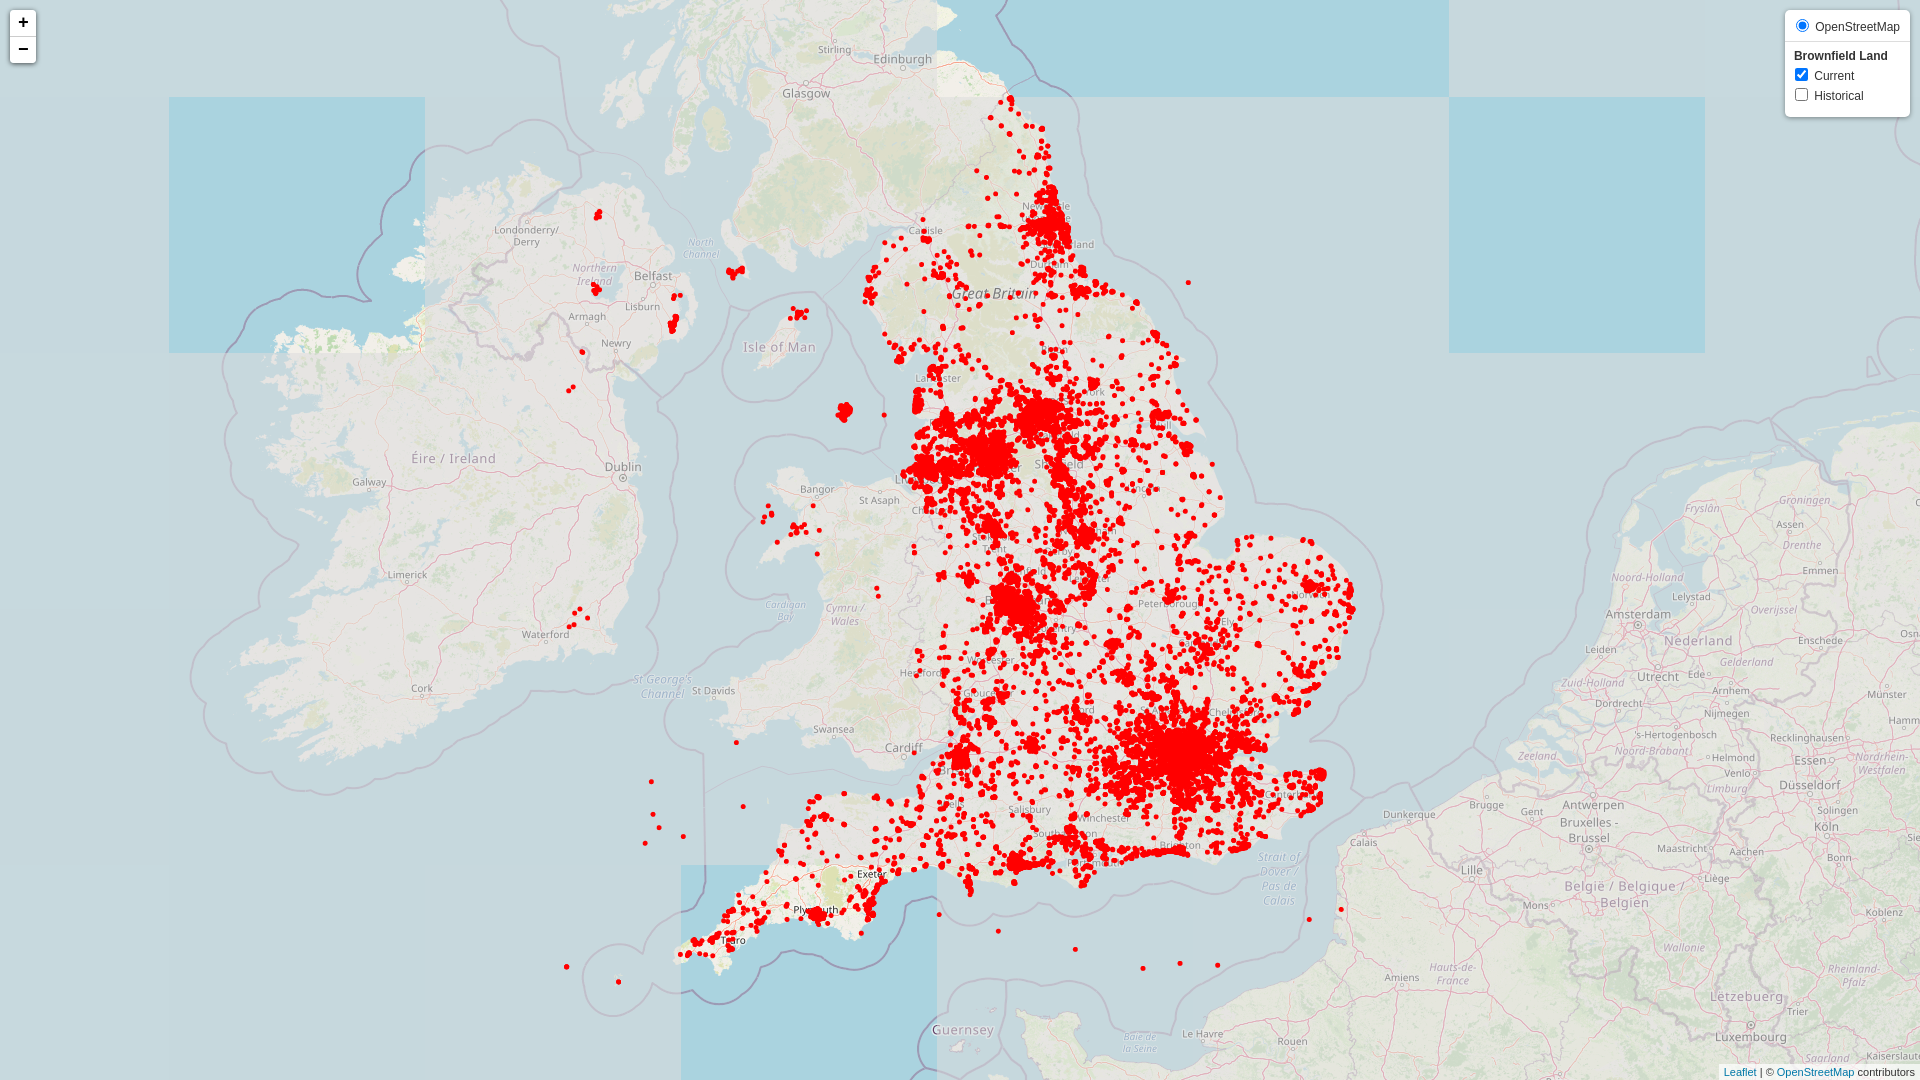 +
−
OpenStreetMap
Brownfield Land
Current
Historical
Stirling
Edinburgh
Glasgow
Londonderry/
Derry
North
Channel
Northern
Ireland
Belfast
Lisburn
Armagh
Newry
Carlisle
Great Britain
Isle of Man
Éire / Ireland
Dublin
Galway
Bangor
St Asaph
Limerick
Cardigan
Bay
Cymru /
Wales
Waterford
Cork
St George's
Channel
St Davids
Swansea
Cardiff
Peterborough
Ely
Worcester
Salisbury
Winchester
Brighton
Exeter
Plymouth
Truro
Strait of
Dover /
Pas de
Calais
Guernsey
Groningen
Fryslân
Assen
Drenthe
Emmen
Noord-Holland
Lelystad
Overijssel
Amsterdam
Nederland
Enschede
Leiden
Gelderland
Utrecht
Ede
Zuid-Holland
Arnhem
Dordrecht
Nijmegen
Münster
's-Hertogenbosch
Noord-Brabant
Zeeland
Helmond
Recklinghausen
Essen
Venlo
Limburg
Düsseldorf
Nordrhein-
Westfalen
Brugge
Gent
Antwerpen
Dunkerque
Bruxelles -
Brussel
Solingen
Köln
Calais
Maastricht
Aachen
Bonn
Lille
Liège
België / Belgique /
Belgien
Mons
Namur
Koblenz
Wallonie
Amiens
Hauts-de-
France
Rheinland-
Pfalz
Lëtzebuerg
Trier
Luxembourg
Saarland
Kaiserslautern
Baie de
la Seine
Le Havre
Rouen
Leaflet | © OpenStreetMap contributors